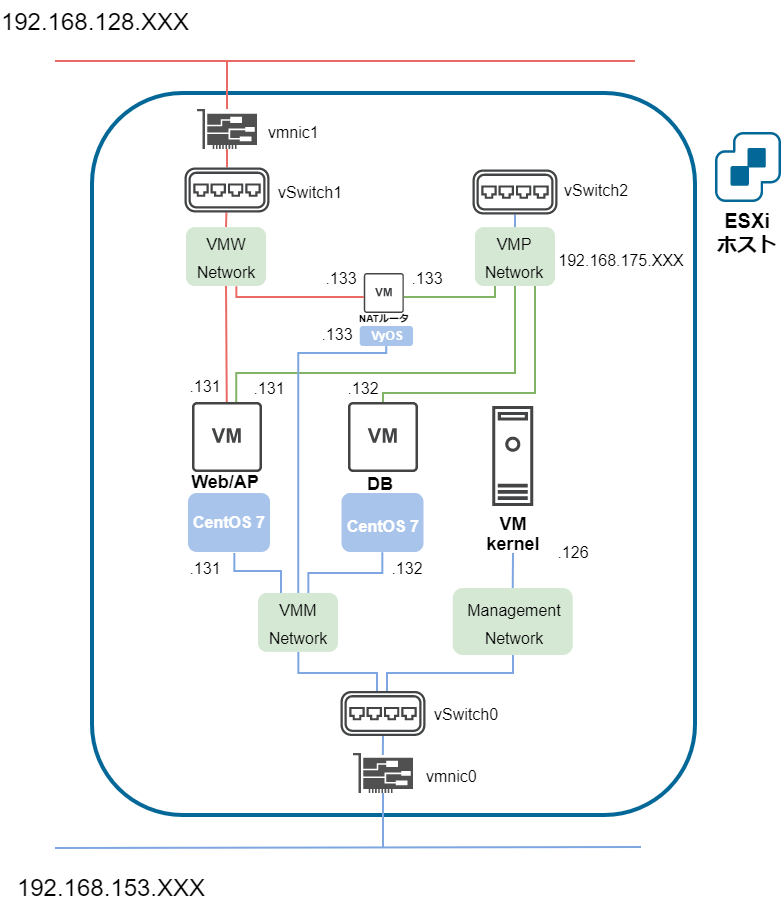 192.168.128.XXX
vmnic1
vSwitch1
vSwitch2
ESXi
ホスト
VMW
Network
VMP
Network
192.168.175.XXX
.133
.133
VM
NATルータ
.133
VyOS
.131
.131
.132
VM
VM
Web/AP
DB
CentOS 7
CentOS 7
VM
kernel
.131
.132
.126
VMM
Network
Management
Network
vSwitch0
vmnic0
192.168.153.XXX